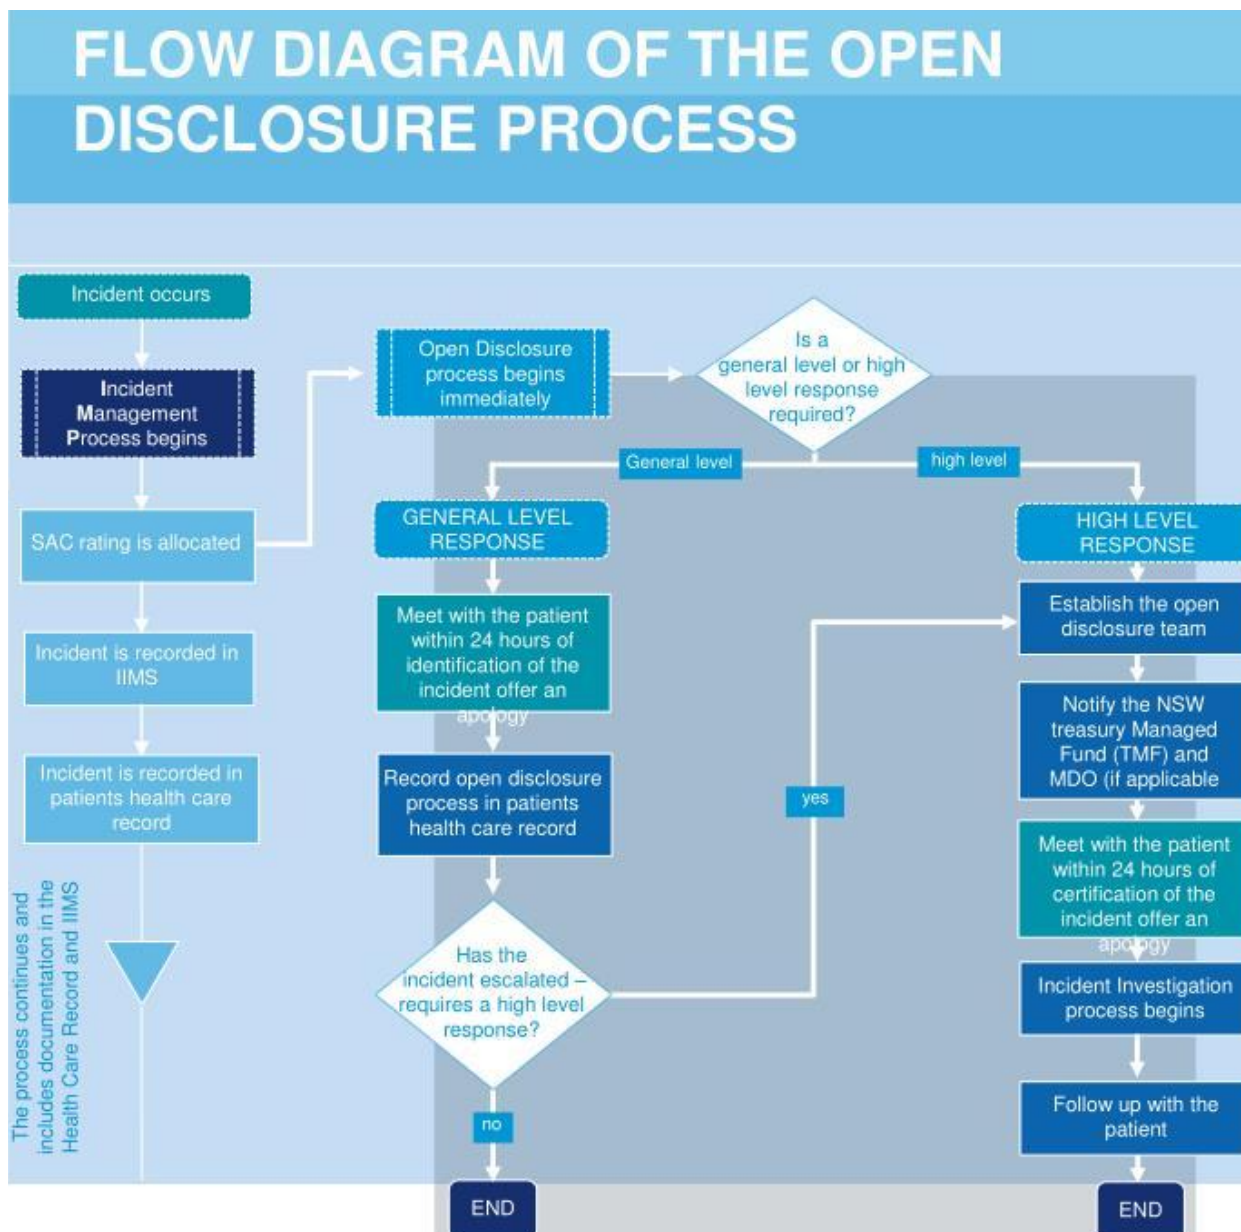 FLOW DIAGRAM OF THE OPEN
DISCLOSURE PROCESS
Incident occurs
Incident
Management
Process begins
SAC rating is allocated
Incident is recorded in
IIMS
Incident is recorded in
patients health care
record
The process continues and
includes documentation in the
Health Care Record and IIMS
Open Disclosure
process begins
immediately
Is a
general level or high
level response
required?
General level
high level
GENERAL LEVEL
RESPONSE
Meet with the patient
within 24 hours of
identification of the
incident offer an
apology
Record open disclosure
process in patients
health care record
Has the
incident escalated –
requires a high level
response?
yes
no
END
HIGH LEVEL
RESPONSE
Establish the open
disclosure team
Notify the NSW
treasury Managed
Fund (TMF) and
MDO (if applicable
Meet with the patient
within 24 hours of
certification of the
incident offer an
apology
Incident Investigation
process begins
Follow up with the
patient
END